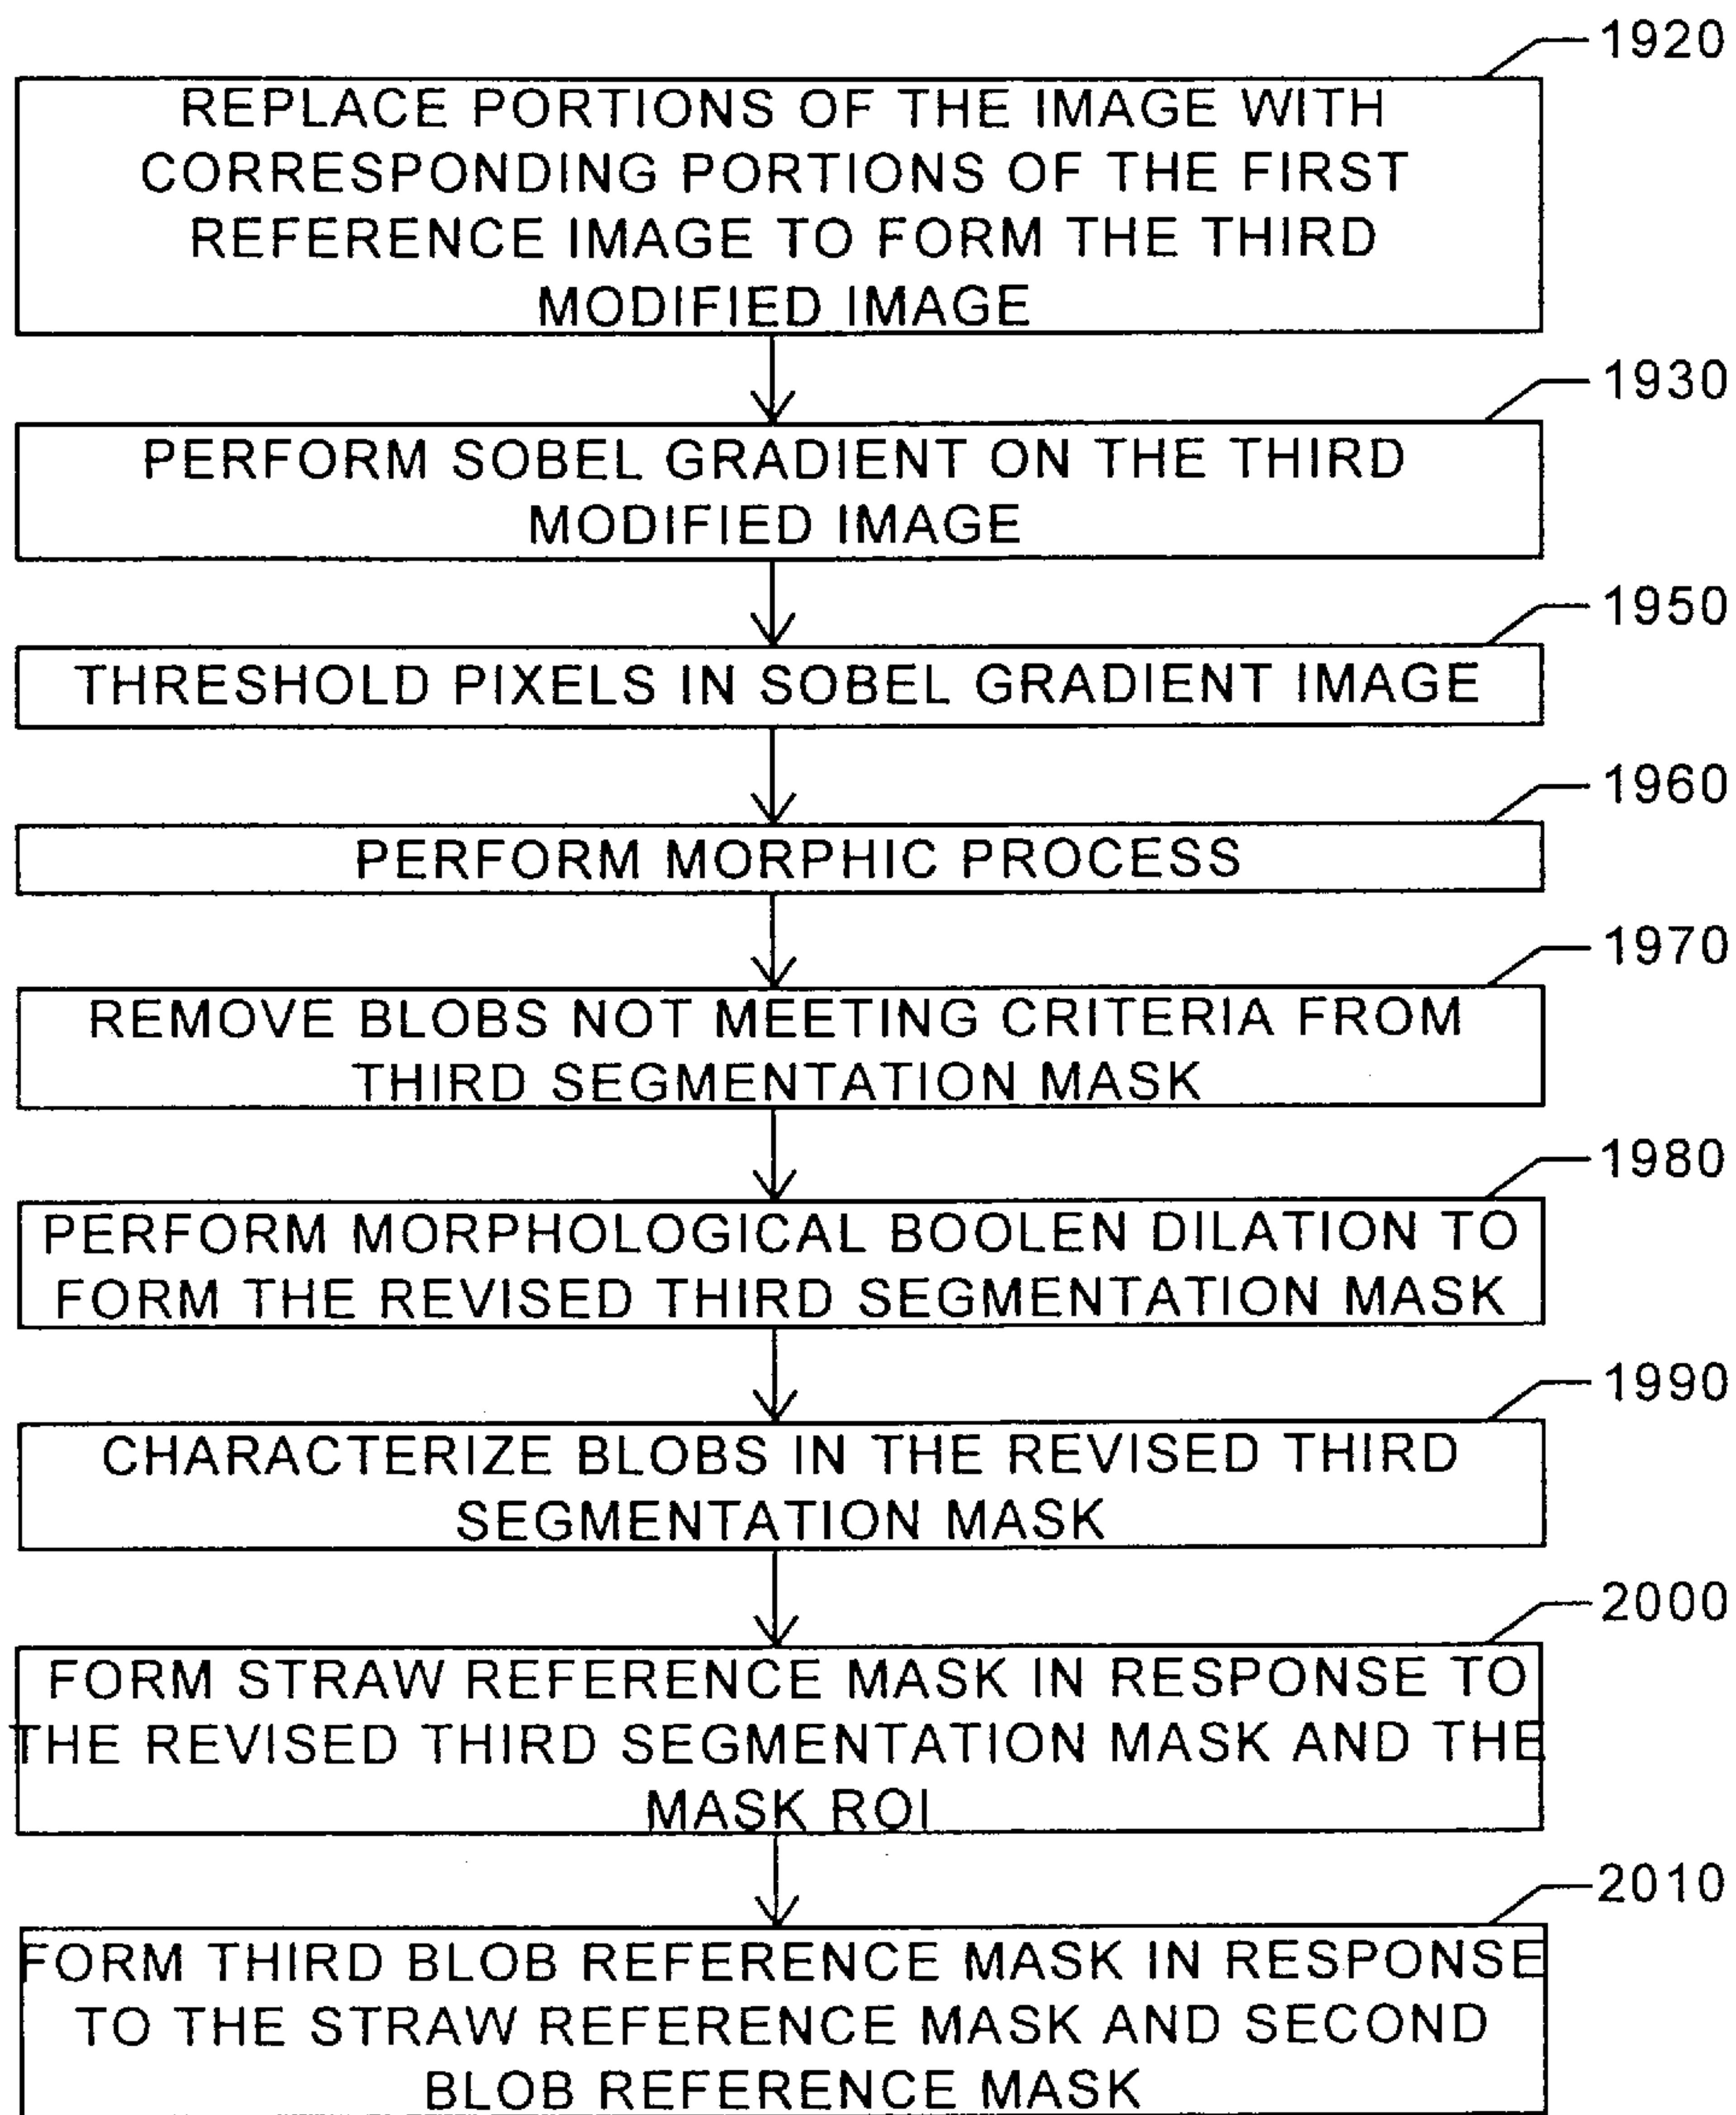 1920
REPLACE PORTIONS OF THE IMAGE WITH
CORRESPONDING PORTIONS OF THE FIRST
REFERENCE IMAGE TO FORM THE THIRD
MODIFIED IMAGE
1930
PERFORM SOBEL GRADIENT ON THE THIRD
MODIFIED IMAGE
1950
THRESHOLD PIXELS IN SOBEL GRADIENT IMAGE
1960
PERFORM MORPHIC PROCESS
1970
REMOVE BLOBS NOT MEETING CRITERIA FROM
THIRD SEGMENTATION MASK
1980
PERFORM MORPHOLOGICAL BOOLEN DILATION TO
FORM THE REVISED THIRD SEGMENTATION MASK
1990
CHARACTERIZE BLOBS IN THE REVISED THIRD
SEGMENTATION MASK
2000
FORM STRAW REFERENCE MASK IN RESPONSE TO
THE REVISED THIRD SEGMENTATION MASK AND THE
MASK ROI
2010
FORM THIRD BLOB REFERENCE MASK IN RESPONSE
TO THE STRAW REFERENCE MASK AND SECOND
BLOB REFERENCE MASK